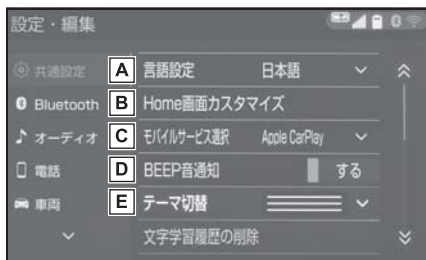 設定・編集
共通設定
A 言語設定 日本語
Bluetooth
B Home画面カスタマイズ
オーディオ
C モバイルサービス選択 Apple CarPlay
電話
D BEEP音通知 する
車両
E テーマ切替
文字学習履歴の削除